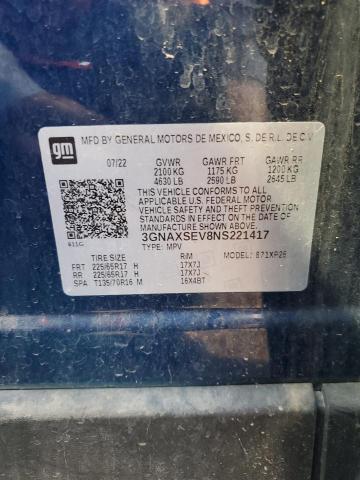 gm
MFD BY GENERAL MOTORS DE MEXICO, S. DE R.L. DE C.V.
07/22 GVWR GAWR FRT GAWR RR
2100 KG 1175 KG 1200 KG
4630 LB 2590 LB 2645 LB
THIS VEHICLE CONFORMS TO ALL
APPLICABLE U.S. FEDERAL MOTOR VEHICLE
SAFETY, BUMPER, AND THEFT PREVENTION
STANDARDS IN EFFECT ON THE DATE OF
MANUFACTURE SHOWN ABOVE.
3GNAXSEV8NS221417
TYPE: MPV
811G
TIRE SIZE RIM MODEL:
FRT 225/65R17 H 17X7J
RR 225/65R17 H 17X7J
SPA T135/70R16 M 16X4BT